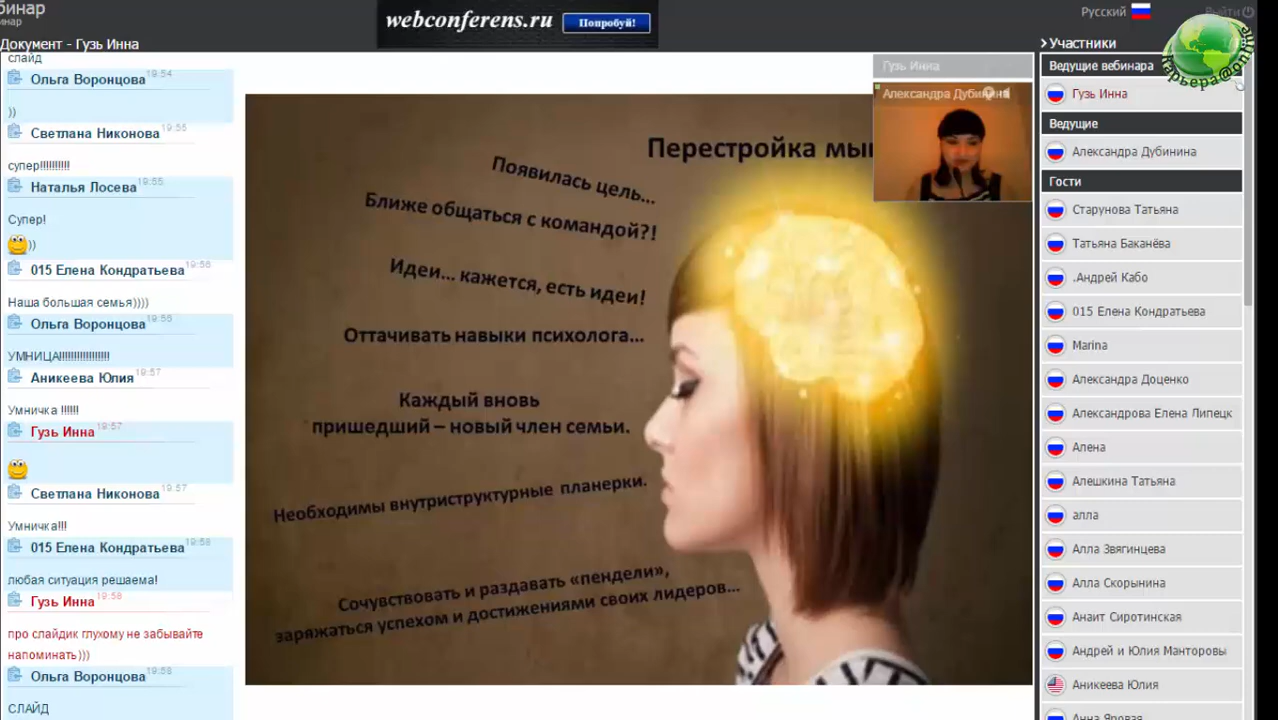 бинар
инар
webconferens.ru
Попробуй!
Русский
Выйти
Документ - Гузь Инна
слайд
Ольга Воронцова 19:54
))
Светлана Никонова 19:55
супер!!!!!!!!!!
Наталья Лосева 19:55
Супер!
))
015 Елена Кондратьева 19:56
Наша большая семья))))
Ольга Воронцова 19:56
УМНИЦА!!!!!!!!!!!!!!!!!
Аникеева Юлия 19:57
Умничка !!!!!!
Гузь Инна 19:57
Светлана Никонова 19:57
Умничка!!!
015 Елена Кондратьева 19:58
любая ситуация решаема!
Гузь Инна 19:58
про слайдик глухому не забывайте
напоминать)))
Ольга Воронцова 19:58
СЛАЙД
Перестройка мы
Появилась цель...
Ближе общаться с командой?!
Идеи... кажется, есть идеи!
Оттачивать навыки психолога...
Каждый вновь
пришедший – новый член семьи.
Необходимы внутриструктурные планерки.
Сочувствовать и раздавать «пендели»,
заряжаться успехом и достижениями своих лидеров...
Гузь Инна
Александра Дубинина
Участники
карьера@online
Ведущие вебинара
Гузь Инна
Ведущие
Александра Дубинина
Гости
Старунова Татьяна
Татьяна Баканёва
.Андрей Кабо
015 Елена Кондратьева
Marina
Александра Доценко
Александрова Елена Липецк
Алена
Алешкина Татьяна
алла
Алла Звягинцева
Алла Скорынина
Анаит Сиротинская
Андрей и Юлия Манторовы
Аникеева Юлия
Анна Яровая